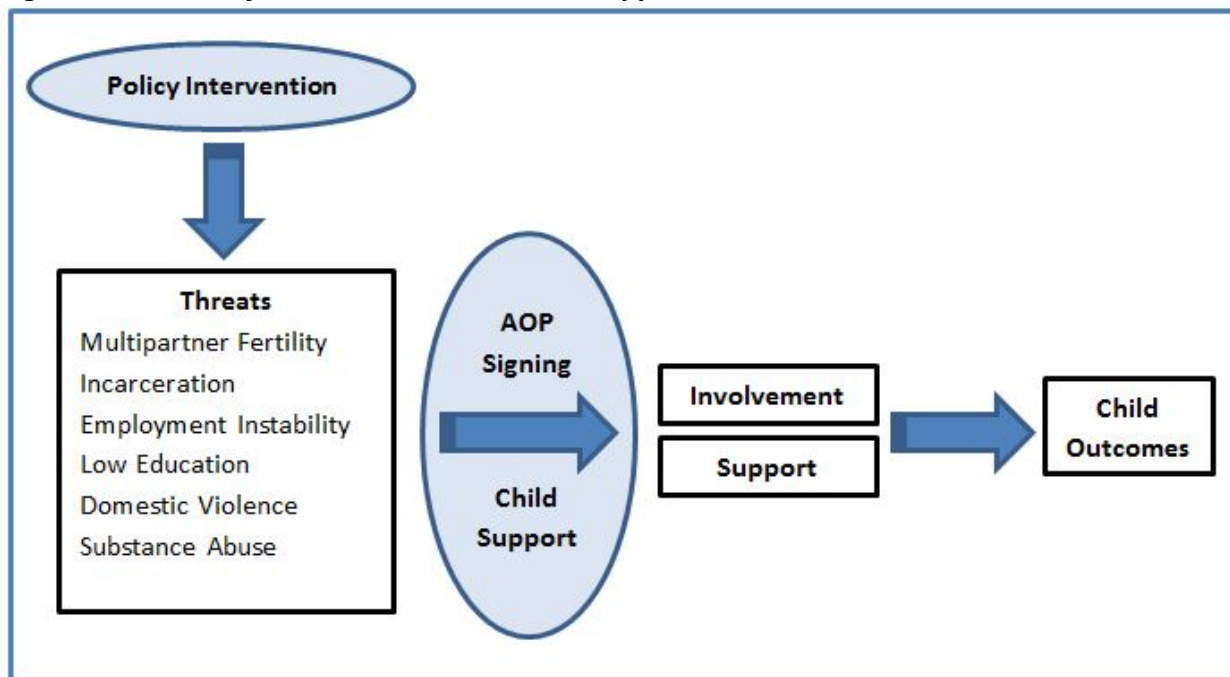 Policy Intervention
Threats
Multipartner Fertility
Incarceration
Employment Instability
Low Education
Domestic Violence
Substance Abuse
AOP
Signing
Child
Support
Involvement
Support
Child
Outcomes